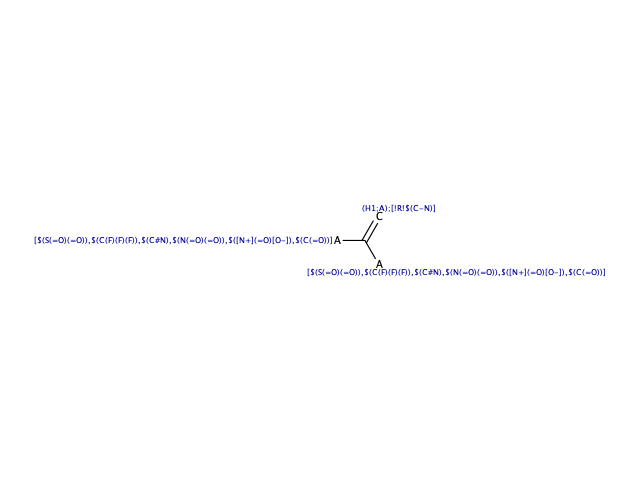 (H1;A);[!R!$(C-N)]
C
[$(S(=O)(=O)),$(C(F)(F)(F)),$(C#N),$(N(=O)(=O)),$([N+](=O)[O-]),$(C(=O))] A
A
[$(S(=O)(=O)),$(C(F)(F)(F)),$(C#N),$(N(=O)(=O)),$([N+](=O)[O-]),$(C(=O)]